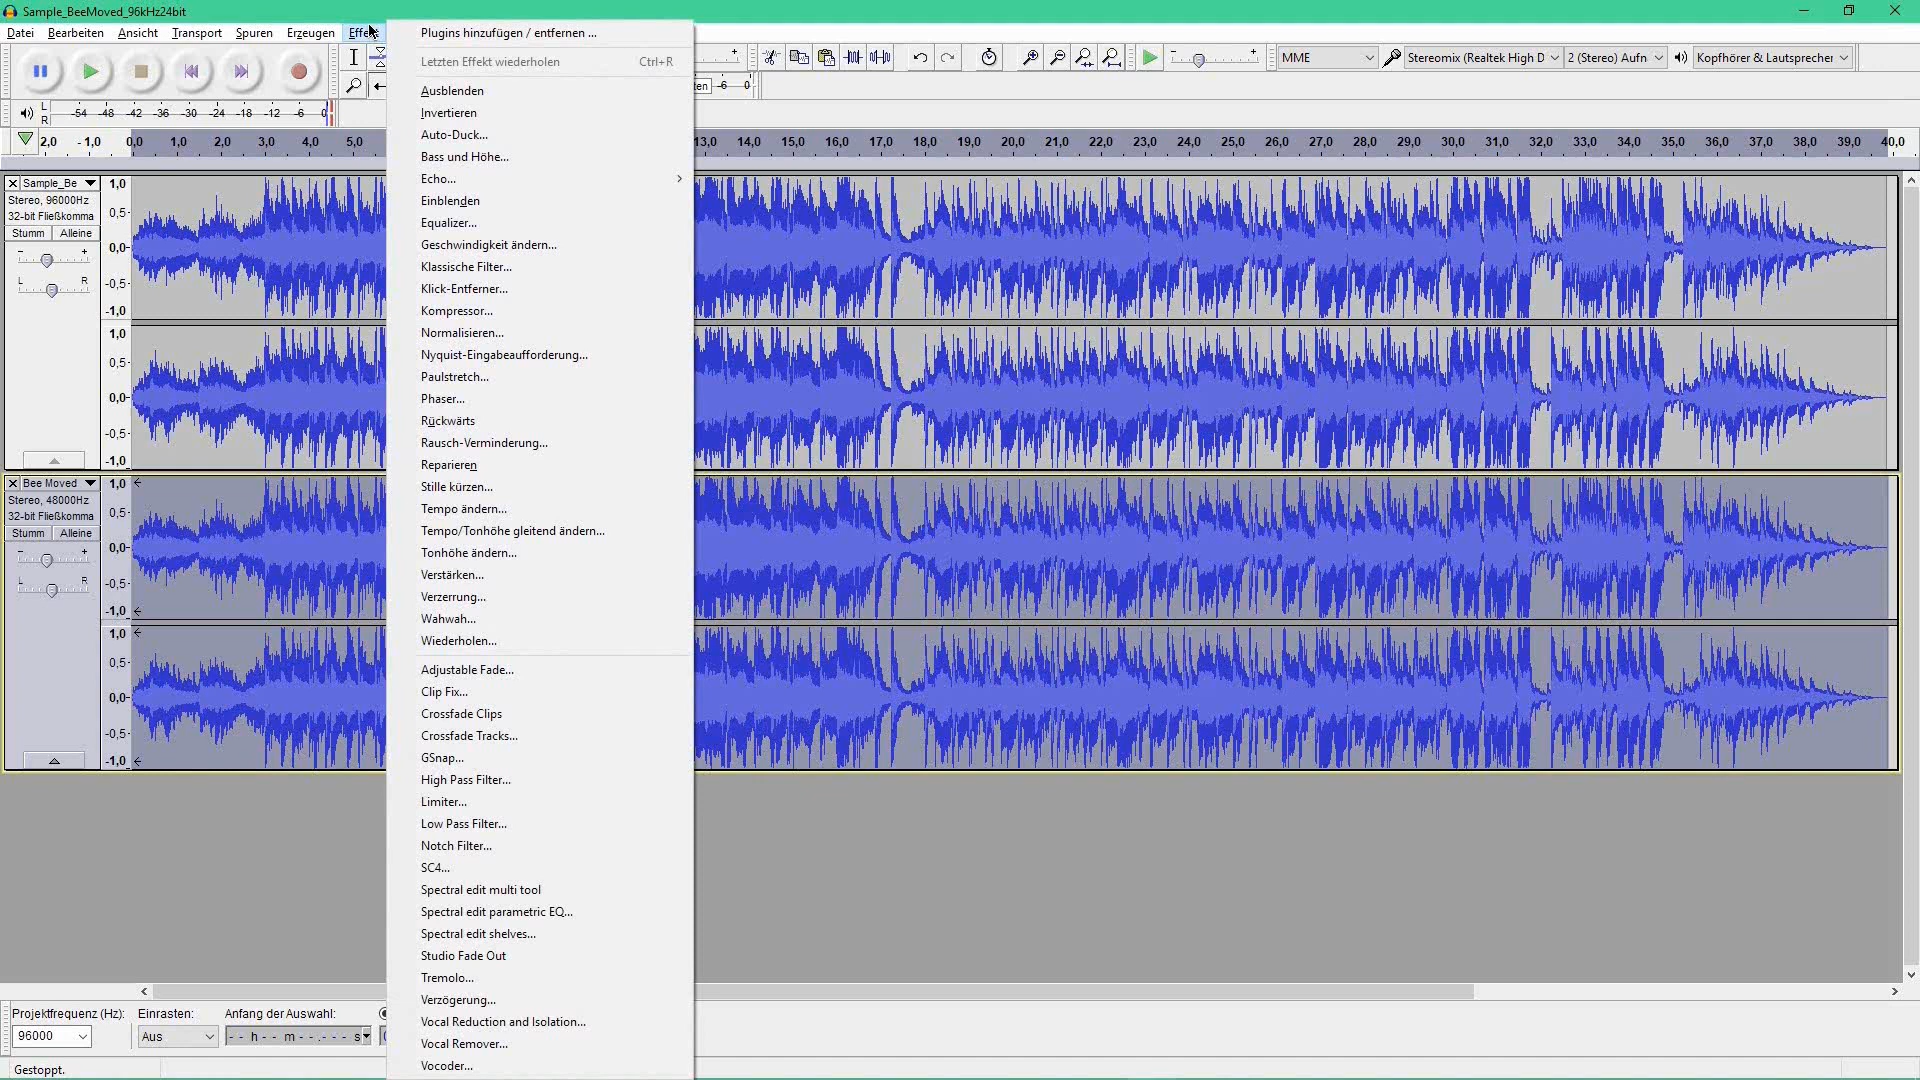 Sample_BeeMoved_96kHz24bit
Datei Bearbeiten Ansicht Transport Spuren Erzeugen
Plugins hinzufügen / entfernen ...
Letzten Effekt wiederholen Ctrl+R
Ausblenden
Invertieren
Auto-Duck...
Bass und Höhe...
Echo...
Einblenden
Equalizer...
Geschwindigkeit ändern...
Klassische Filter...
Klick-Entferner...
Kompressor...
Normalisieren...
Nyquist-Eingabeaufforderung...
Paulstretch...
Phaser...
Rückwärts
Rausch-Verminderung...
Reparieren
Stille kürzen...
Tempo ändern...
Tempo/Tonhöhe gleitend ändern...
Tonhöhe ändern...
Verstärken...
Verzerrung...
Wahwah...
Wiederholen...
Adjustable Fade...
Clip Fix...
Crossfade Clips
Crossfade Tracks...
GSnap...
High Pass Filter...
Limiter...
Low Pass Filter...
Notch Filter...
SC4...
Spectral edit multi tool
Spectral edit parametric EQ...
Spectral edit shelves...
Studio Fade Out
Tremolo...
Verzögerung...
Vocal Reduction and Isolation...
Vocal Remover...
Vocoder...
- + - +
MME Stereomix (Realtek High D 2 (Stereo) Aufn Kopfhörer & Lautsprecher
ten -6 0
L
R
-54 -48 -42 -36 -30 -24 -18 -12 -6 0
2,0 - 1,0 0,0 1,0 2,0 3,0 4,0 5,0 13,0 14,0 15,0 16,0 17,0 18,0 19,0 20,0 21,0 22,0 23,0 24,0 25,0 26,0 27,0 28,0 29,0 30,0 31,0 32,0 33,0 34,0 35,0 36,0 37,0 38,0 39,0 40,0
Sample_Be
Stereo, 96000Hz
32-bit Fließkomma
Stumm Alleine
- +
L R
1,0
0,5
0,0
-0,5
-1,0
1,0
0,5
0,0
-0,5
-1,0
Bee Moved
Stereo, 48000Hz
32-bit Fließkomma
Stumm Alleine
- +
L R
1,0
0,5
0,0
-0,5
-1,0
1,0
0,5
0,0
-0,5
-1,0
Projektfrequenz (Hz): Einrasten: Anfang der Auswahl:
96000 Aus - - h - - m - - . - - - s
Gestoppt.